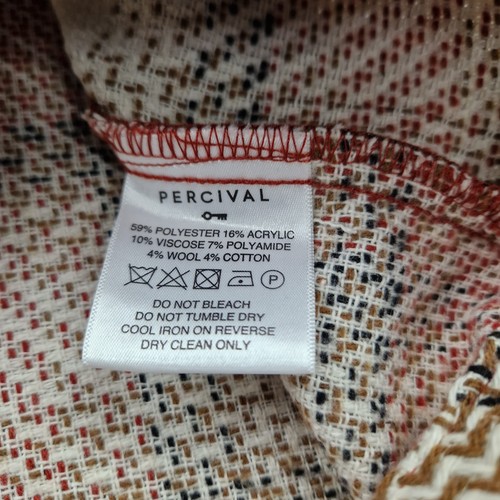 PERCIVAL
59% POLYESTER 16% ACRYLIC
10% VISCOSE 7% POLYAMIDE
4% WOOL 4% COTTON
P
DO NOT BLEACH
DO NOT TUMBLE DRY
COOL IRON ON REVERSE
DRY CLEAN ONLY